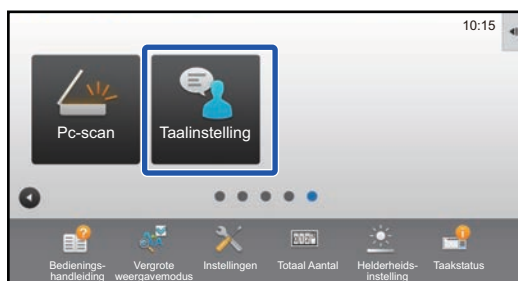 10:15
Pc-scan
Taalinstelling
Bedienings-
handleiding
Vergrote
weergavemodus
Instellingen
Totaal Aantal
Helderheids-
instelling
Taakstatus